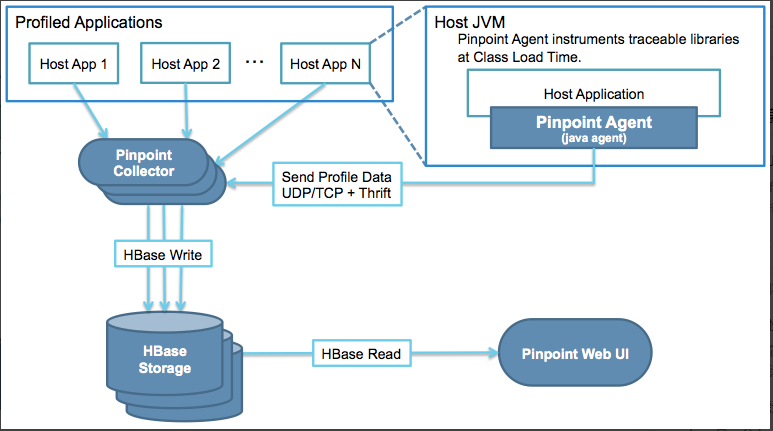 Profiled Applications
Host App 1
Host App 2
...
Host App N
Host JVM
Pinpoint Agent instruments traceable libraries
at Class Load Time.
Host Application
Pinpoint Agent
(java agent)
Pinpoint
Collector
Send Profile Data
UDP/TCP + Thrift
HBase Write
HBase
Storage
HBase Read
Pinpoint Web UI